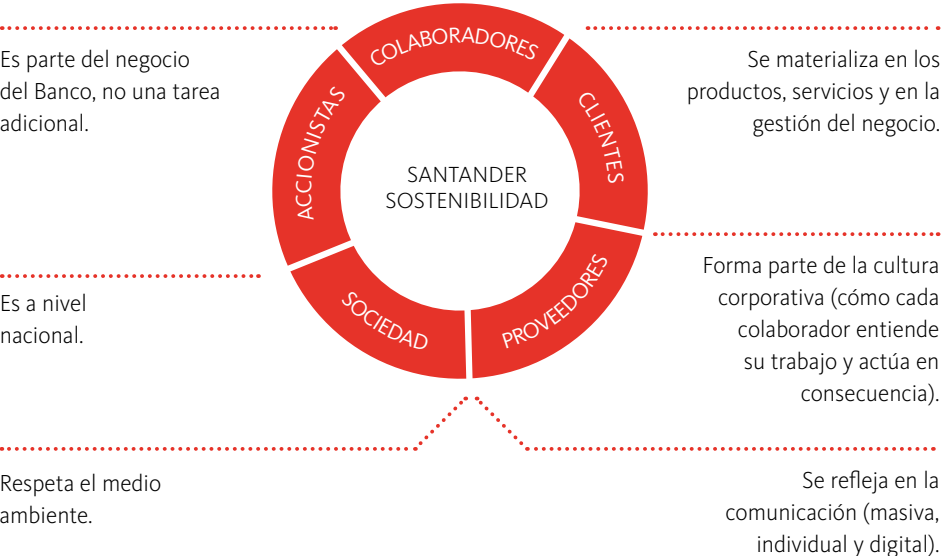 Es parte del negocio
del Banco, no una tarea
adicional.
Es a nivel
nacional.
Respeta el medio
ambiente.
COLABORADORES
CLIENTES
PROVEEDORES
SOCIEDAD
ACCIONISTAS
SANTANDER
SOSTENIBILIDAD
Se materializa en los
productos, servicios y en la
gestión del negocio.
Forma parte de la cultura
corporativa (cómo cada
colaborador entiende
su trabajo y actúa en
consecuencia).
Se refleja en la
comunicación (masiva,
individual y digital).